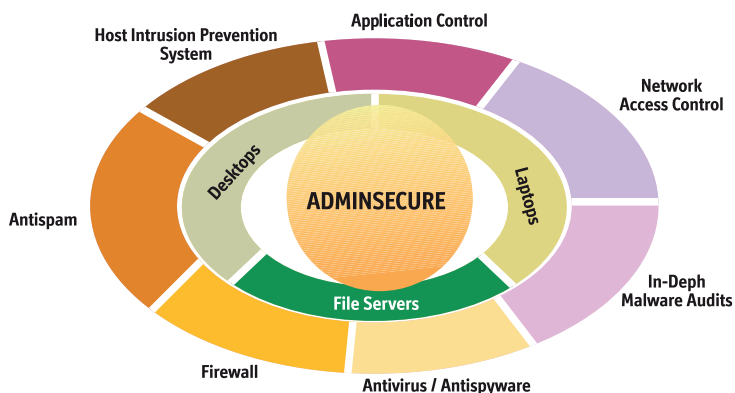 Application Control
Host Intrusion Prevention
System
Network
Access Control
Desktops
Laptops
ADMINSECURE
Antispam
In-Deph
Malware Audits
File Servers
Firewall
Antivirus / Antispyware